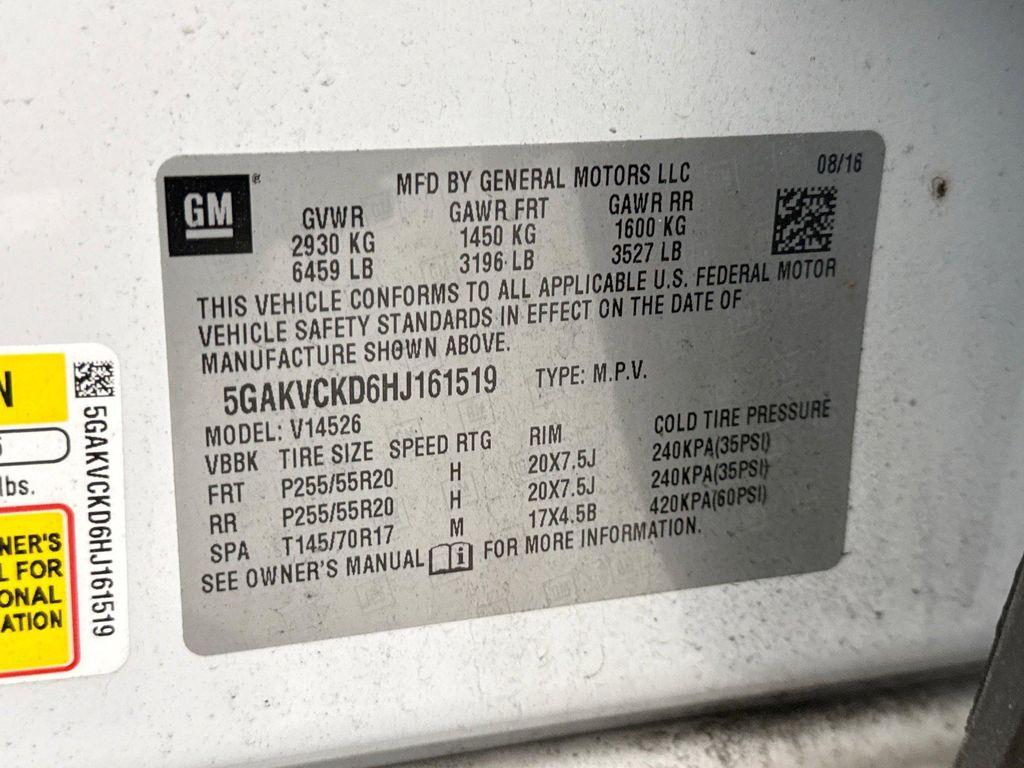 GM
®
MFD BY GENERAL MOTORS LLC
08/16
GVWR GAWR FRT GAWR RR
2930 KG 1450 KG 1600 KG
6459 LB 3196 LB 3527 LB
THIS VEHICLE CONFORMS TO ALL APPLICABLE U.S. FEDERAL MOTOR
VEHICLE SAFETY STANDARDS IN EFFECT ON THE DATE OF
MANUFACTURE SHOWN ABOVE.
5GAKVCKD6HJ161519 TYPE: M.P.V.
MODEL: V14526
VBBK TIRE SIZE SPEED RTG RIM COLD TIRE PRESSURE
FRT P255/55R20 H 20X7.5J 240KPA(35PSI)
RR P255/55R20 H 20X7.5J 240KPA(35PSI)
SPA T145/70R17 M 17X4.5B 420KPA(60PSI)
SEE OWNER'S MANUAL i FOR MORE INFORMATION.
N
lbs.
NER'S
L FOR
ONAL
ATION
5GAKVCKD6HJ161519